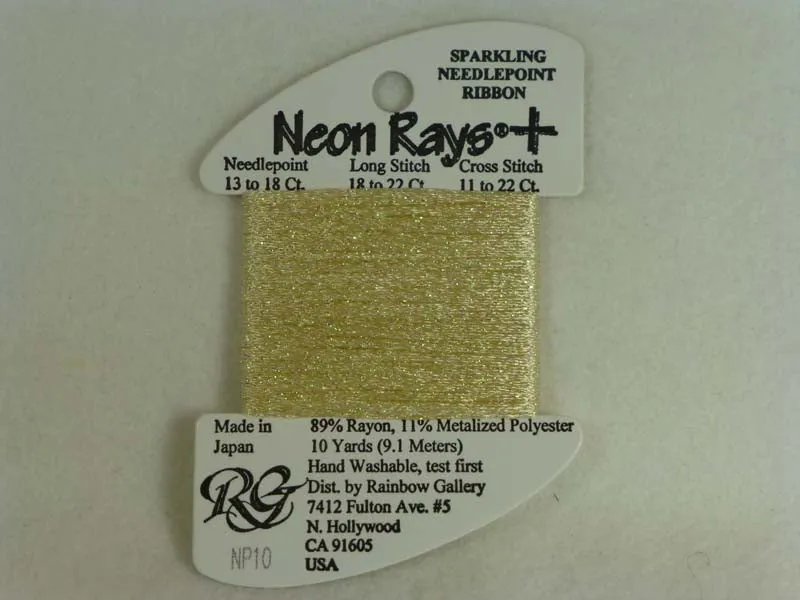 SPARKLING
NEEDLEPOINT
RIBBON
Neon Rays®+
Needlepoint Long Stitch Cross Stitch
13 to 18 Ct. 18 to 22 Ct. 11 to 22 Ct.
Made in 89% Rayon, 11% Metalized Polyester
Japan 10 Yards (9.1 Meters)
Hand Washable, test first
RG Dist. by Rainbow Gallery
7412 Fulton Ave. #5
N. Hollywood
NP10 CA 91605
USA